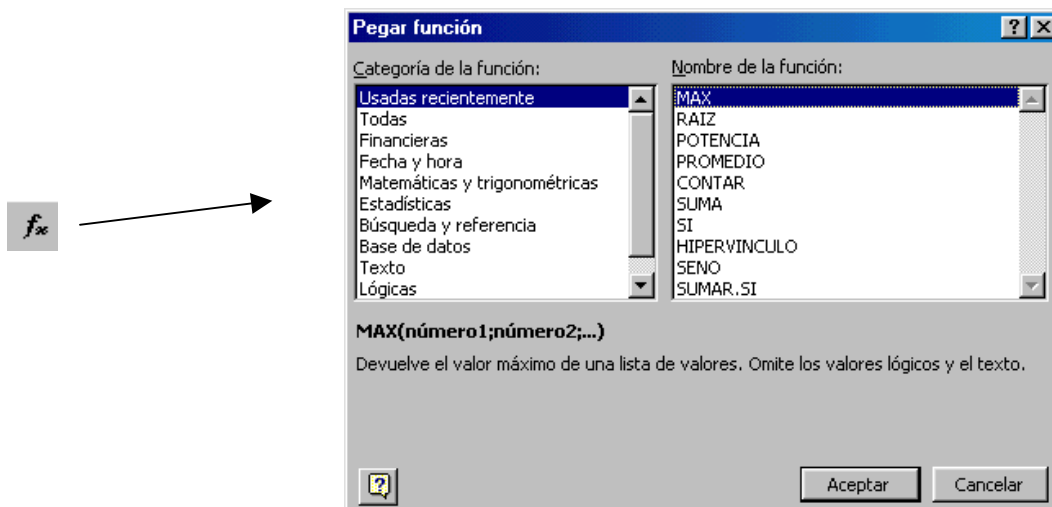 Pegar función
Categoría de la función:
Nombre de la función:
Usadas recientemente
Todas
Financieras
Fecha y hora
Matemáticas y trigonométricas
Estadísticas
Búsqueda y referencia
Base de datos
Texto
Lógicas
MAX
RAIZ
POTENCIA
PROMEDIO
CONTAR
SUMA
SI
HIPERVINCULO
SENO
SUMAR.SI
fx
MAX(número1;número2;...)
Devuelve el valor máximo de una lista de valores. Omite los valores lógicos y el texto.
Aceptar
Cancelar